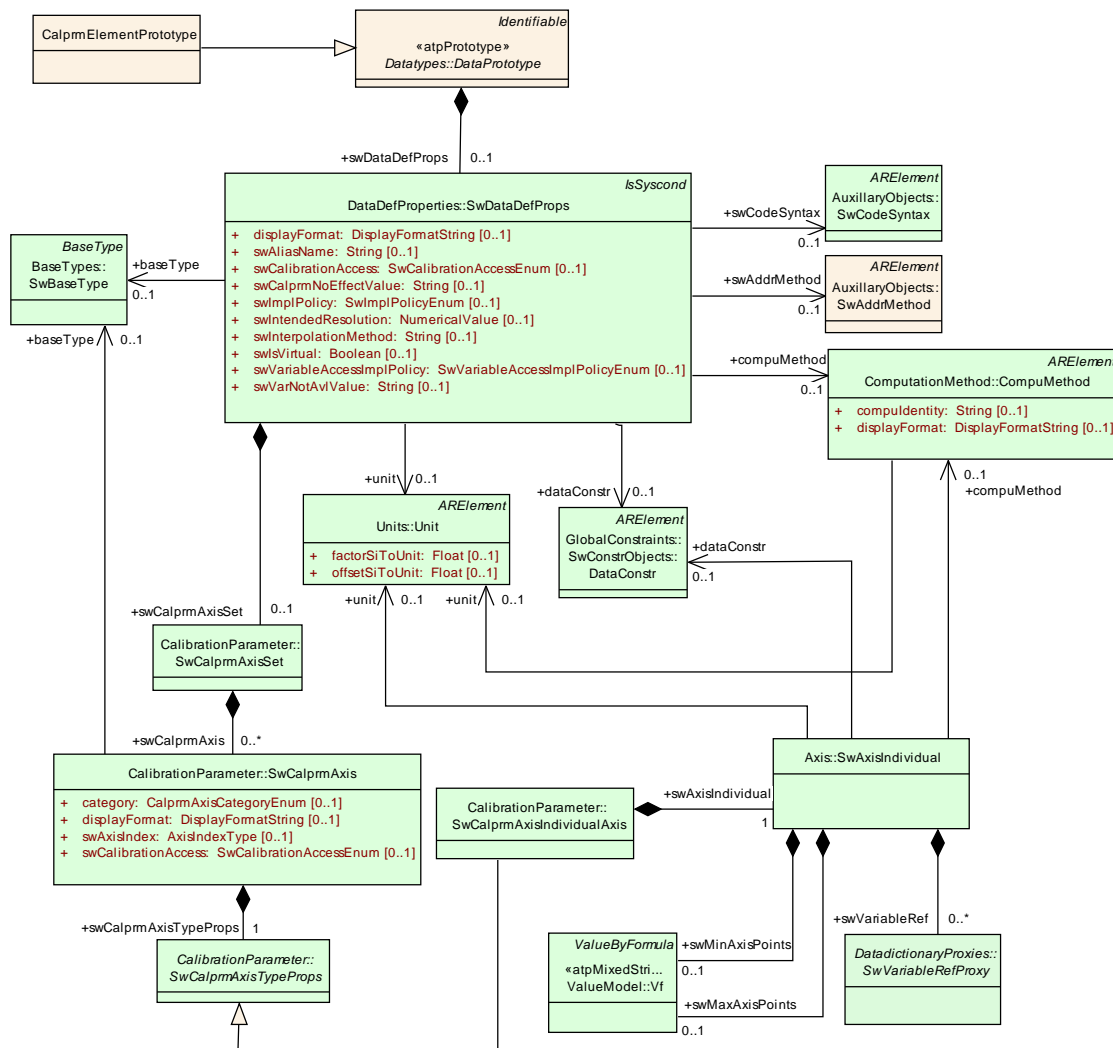 CalprmElementPrototype
Identifiable
«atpPrototype»
Datatypes::DataPrototype
+swDataDefProps 0..1
IsSyscond
DataDefProperties::SwDataDefProps
+ displayFormat: DisplayFormatString [0..1]
+ swAliasName: String [0..1]
+ swCalibrationAccess: SwCalibrationAccessEnum [0..1]
+ swCalprmNoEffectValue: String [0..1]
+ swImplPolicy: SwImplPolicyEnum [0..1]
+ swIntendedResolution: NumericalValue [0..1]
+ swInterpolationMethod: String [0..1]
+ swIsVirtual: Boolean [0..1]
+ swVariableAccessImplPolicy: SwVariableAccessImplPolicyEnum [0..1]
+ swVarNotAvlValue: String [0..1]
BaseType
BaseTypes::
SwBaseType
+baseType
0..1
+baseType 0..1
+swCodeSyntax
0..1
ARElement
AuxillaryObjects::
SwCodeSyntax
+swAddrMethod
0..1
ARElement
AuxillaryObjects::
SwAddrMethod
+compuMethod
0..1
ARElement
ComputationMethod::CompuMethod
+ compuIdentity: String [0..1]
+ displayFormat: DisplayFormatString [0..1]
0..1
+compuMethod
+unit 0..1
ARElement
Units::Unit
+ factorSiToUnit: Float [0..1]
+ offsetSiToUnit: Float [0..1]
+unit 0..1
+unit 0..1
+dataConstr 0..1
ARElement
GlobalConstraints::
SwConstrObjects::
DataConstr
+dataConstr
0..1
+swCalprmAxisSet 0..1
CalibrationParameter::
SwCalprmAxisSet
+swCalprmAxis 0..*
CalibrationParameter::SwCalprmAxis
+ category: CalprmAxisCategoryEnum [0..1]
+ displayFormat: DisplayFormatString [0..1]
+ swAxisIndex: AxisIndexType [0..1]
+ swCalibrationAccess: SwCalibrationAccessEnum [0..1]
+swCalprmAxisTypeProps 1
CalibrationParameter::
SwCalprmAxisTypeProps
CalibrationParameter::
SwCalprmAxisIndividualAxis
+swAxisIndividual
1
Axis::SwAxisIndividual
ValueByFormula
«atpMixedStri...
ValueModel::Vf
+swMinAxisPoints
0..1
+swMaxAxisPoints
0..1
+swVariableRef 0..*
DatadictionaryProxies::
SwVariableRefProxy